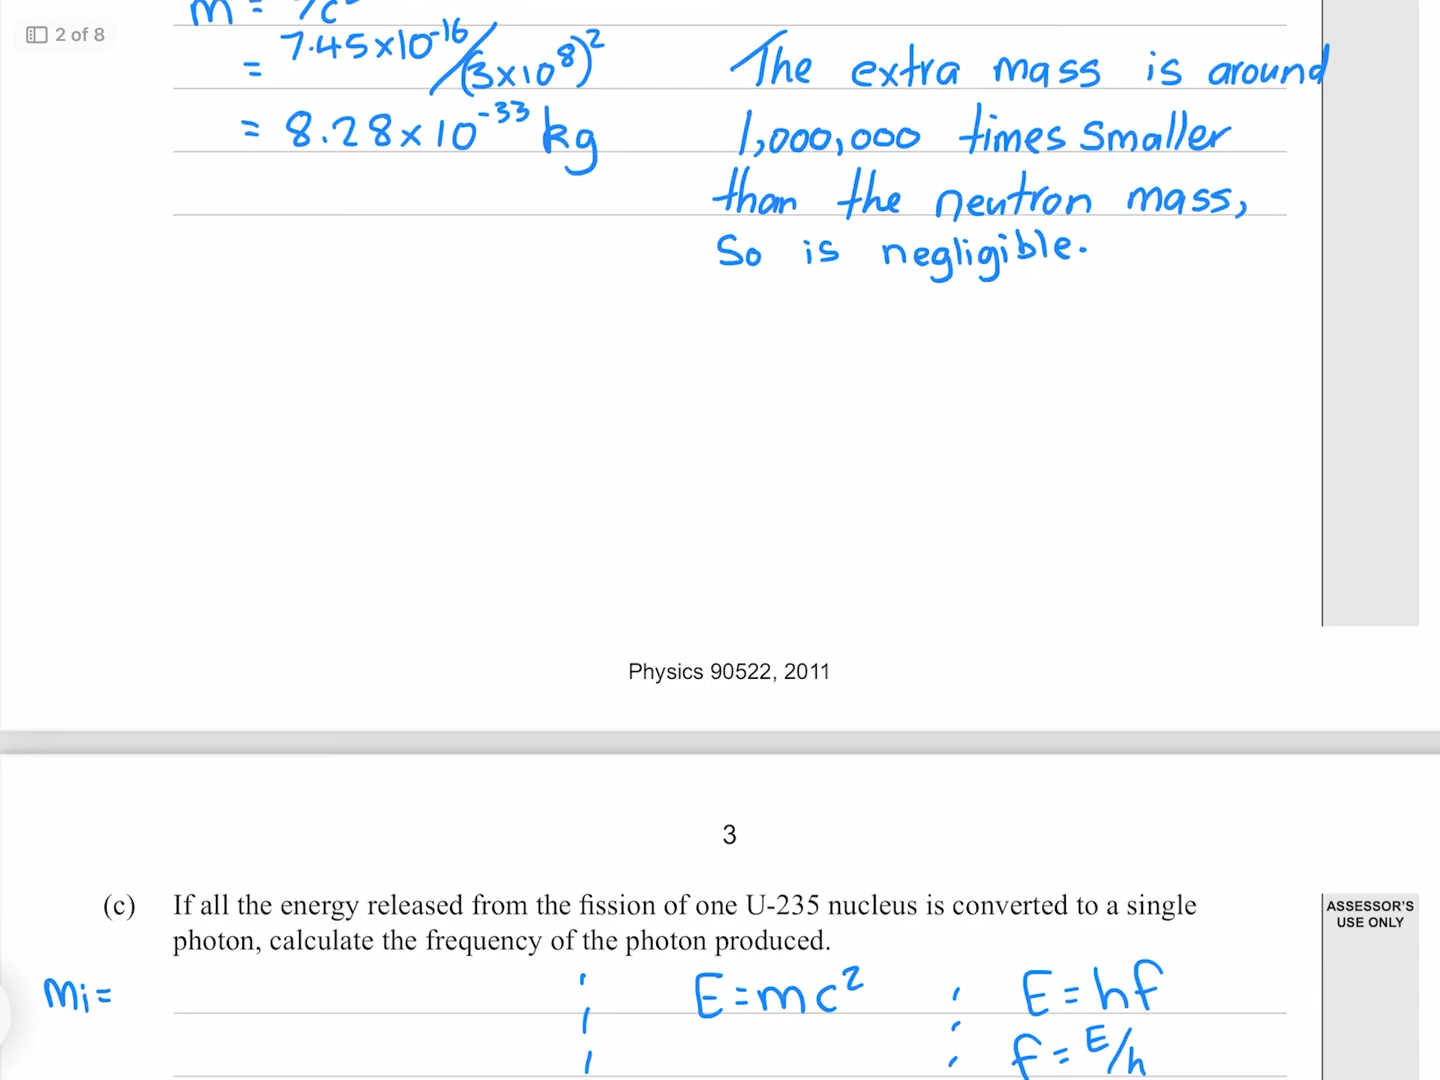 2 of 8
m = /c
= 7.45×10⁻¹⁶/(3×10⁸)²
= 8.28×10⁻³³ kg
The extra mass is around
1,000,000 times smaller
than the neutron mass,
so is negligible.
Physics 90522, 2011
3
(c) If all the energy released from the fission of one U-235 nucleus is converted to a single
photon, calculate the frequency of the photon produced.
ASSESSOR'S
USE ONLY
mᵢ=
E=mc²
E=hf
f=E/h